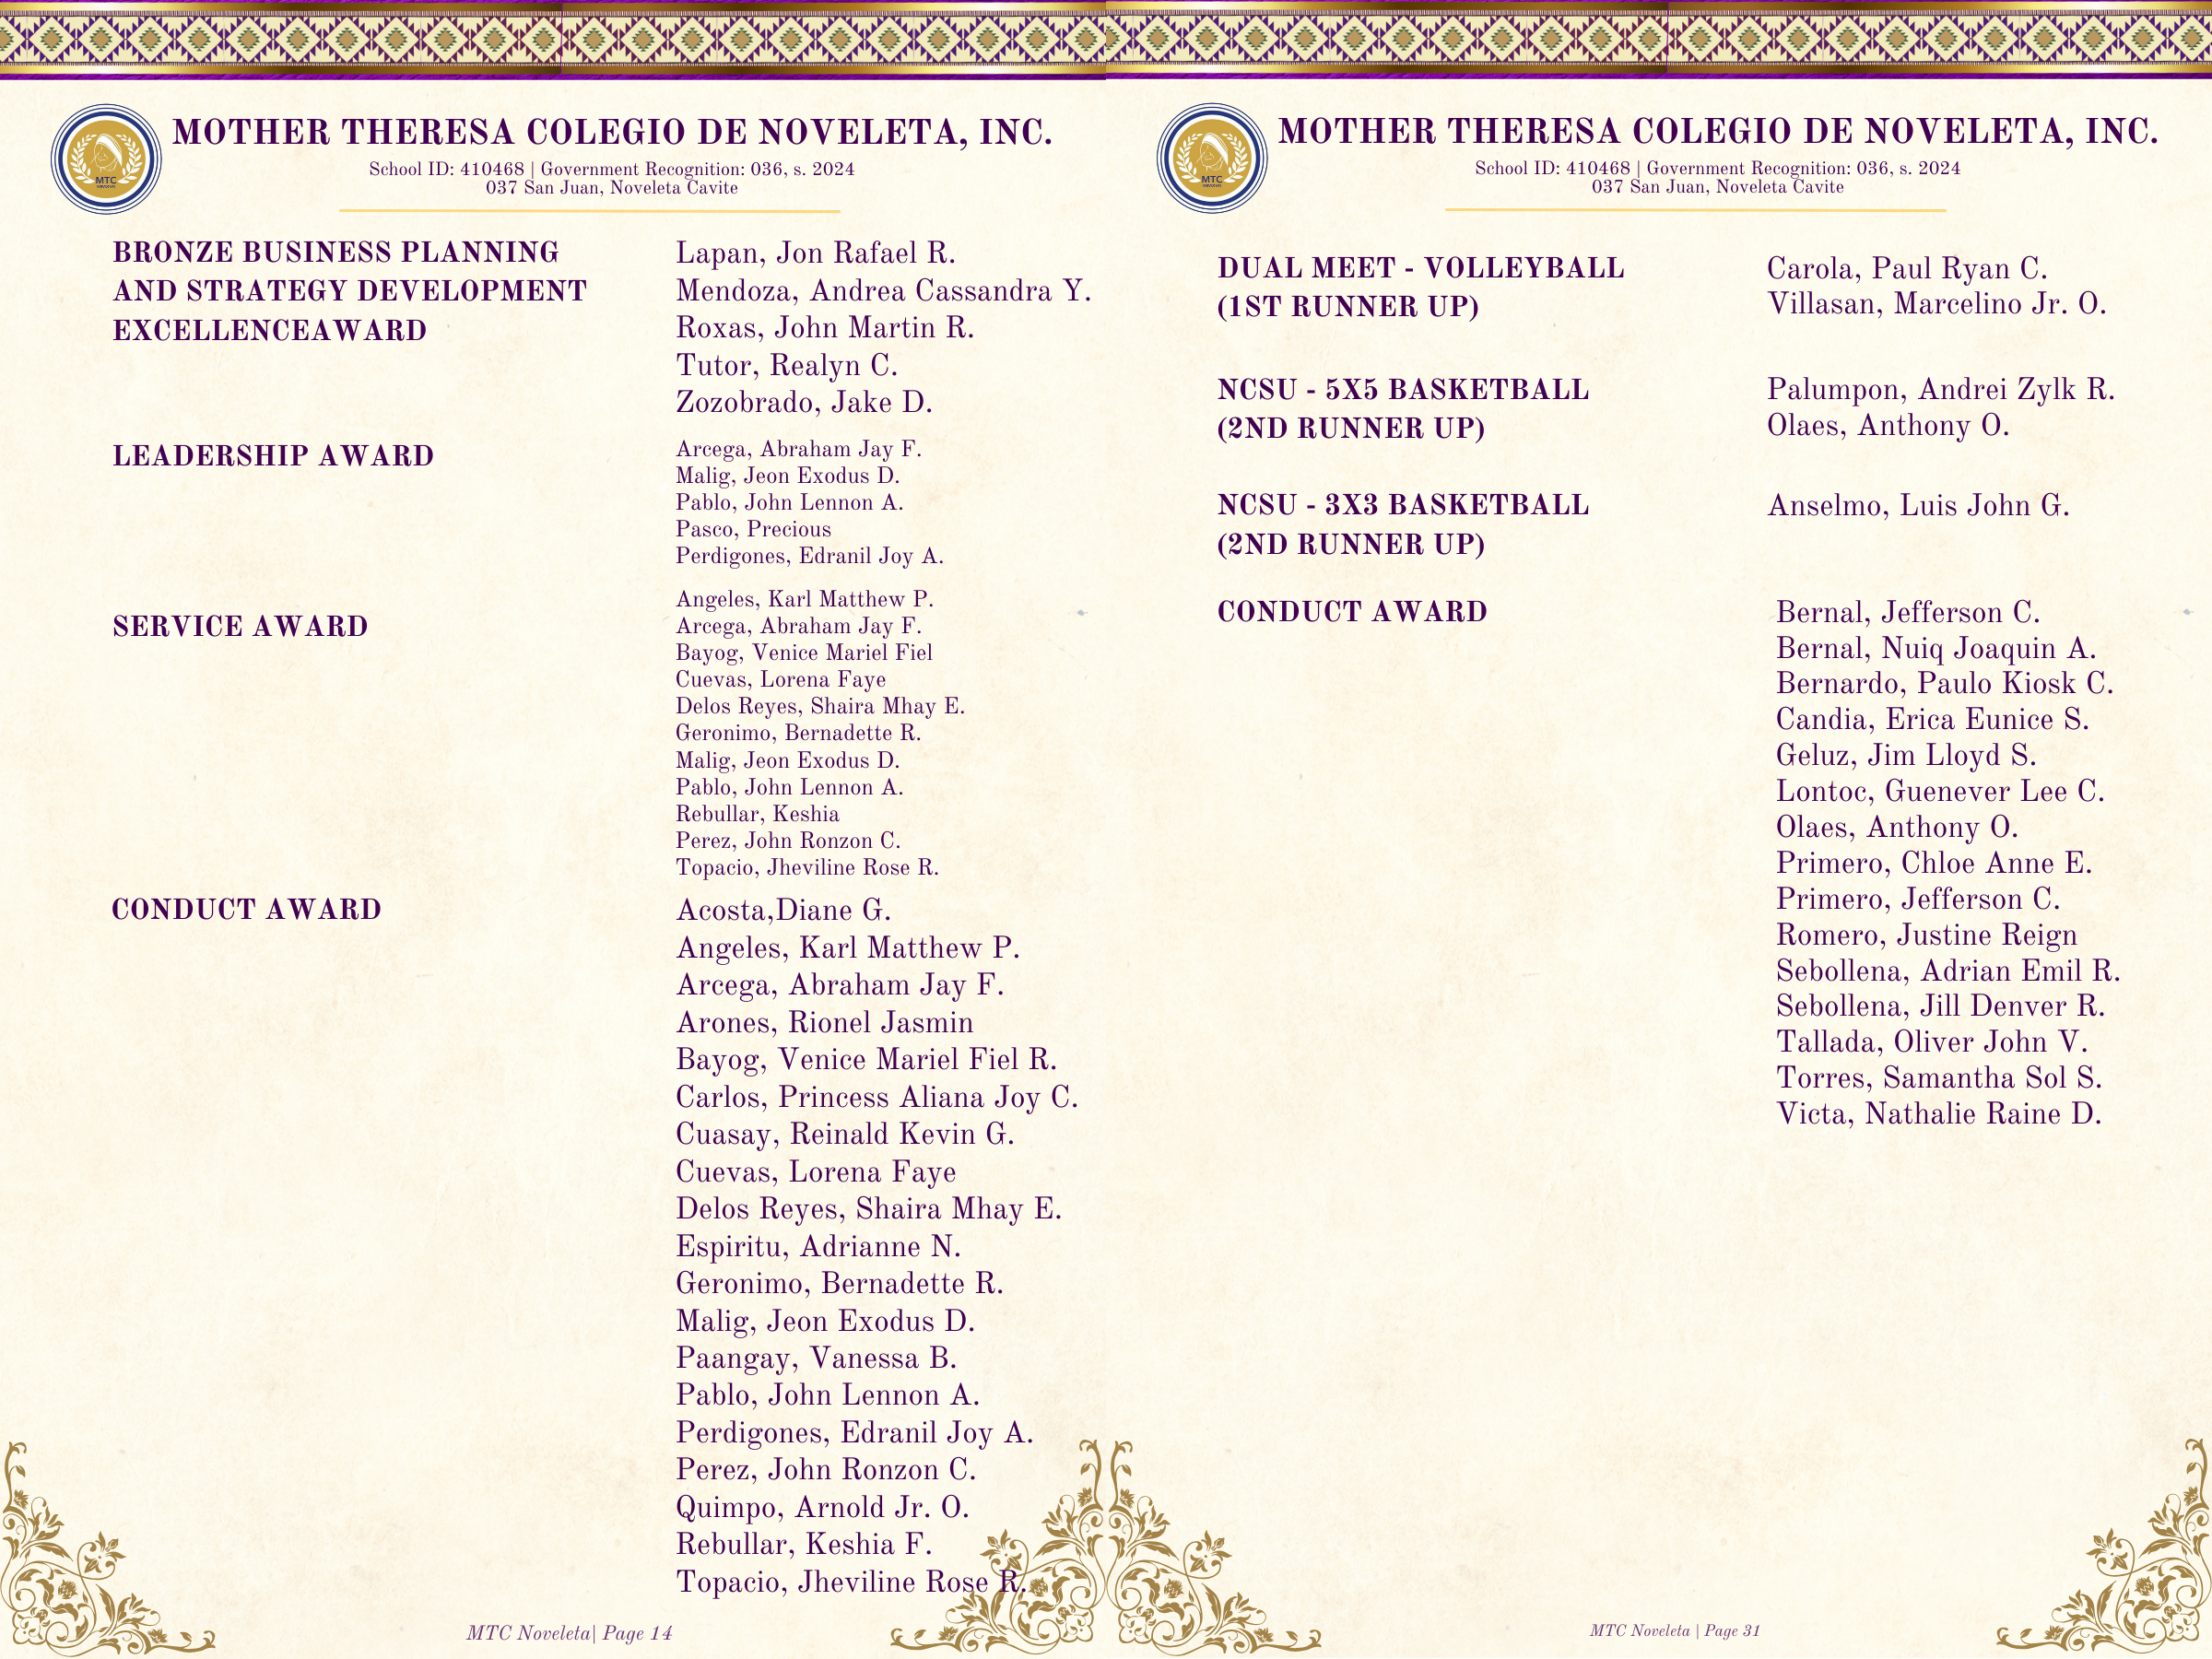 MOTHER THERESA COLEGIO DE NOVELETA, INC.
School ID: 410468 | Government Recognition: 036, s. 2024
037 San Juan, Noveleta Cavite
MTC
BRONZE BUSINESS PLANNING
AND STRATEGY DEVELOPMENT
EXCELLENCEAWARD
Lapan, Jon Rafael R.
Mendoza, Andrea Cassandra Y.
Roxas, John Martin R.
Tutor, Realyn C.
Zozobrado, Jake D.
LEADERSHIP AWARD
Arcega, Abraham Jay F.
Malig, Jeon Exodus D.
Pablo, John Lennon A.
Pasco, Precious
Perdigones, Edranil Joy A.
SERVICE AWARD
Angeles, Karl Matthew P.
Arcega, Abraham Jay F.
Bayog, Venice Mariel Fiel
Cuevas, Lorena Faye
Delos Reyes, Shaira Mhay E.
Geronimo, Bernadette R.
Malig, Jeon Exodus D.
Pablo, John Lennon A.
Rebullar, Keshia
Perez, John Ronzon C.
Topacio, Jheviline Rose R.
CONDUCT AWARD
Acosta,Diane G.
Angeles, Karl Matthew P.
Arcega, Abraham Jay F.
Arones, Rionel Jasmin
Bayog, Venice Mariel Fiel R.
Carlos, Princess Aliana Joy C.
Cuasay, Reinald Kevin G.
Cuevas, Lorena Faye
Delos Reyes, Shaira Mhay E.
Espiritu, Adrianne N.
Geronimo, Bernadette R.
Malig, Jeon Exodus D.
Paangay, Vanessa B.
Pablo, John Lennon A.
Perdigones, Edranil Joy A.
Perez, John Ronzon C.
Quimpo, Arnold Jr. O.
Rebullar, Keshia F.
Topacio, Jheviline Rose R.
MTC Noveleta| Page 14
MOTHER THERESA COLEGIO DE NOVELETA, INC.
School ID: 410468 | Government Recognition: 036, s. 2024
037 San Juan, Noveleta Cavite
MTC
DUAL MEET - VOLLEYBALL
(1ST RUNNER UP)
Carola, Paul Ryan C.
Villasan, Marcelino Jr. O.
NCSU - 5X5 BASKETBALL
(2ND RUNNER UP)
Palumpon, Andrei Zylk R.
Olaes, Anthony O.
NCSU - 3X3 BASKETBALL
(2ND RUNNER UP)
Anselmo, Luis John G.
CONDUCT AWARD
Bernal, Jefferson C.
Bernal, Nuiq Joaquin A.
Bernardo, Paulo Kiosk C.
Candia, Erica Eunice S.
Geluz, Jim Lloyd S.
Lontoc, Guenever Lee C.
Olaes, Anthony O.
Primero, Chloe Anne E.
Primero, Jefferson C.
Romero, Justine Reign
Sebollena, Adrian Emil R.
Sebollena, Jill Denver R.
Tallada, Oliver John V.
Torres, Samantha Sol S.
Victa, Nathalie Raine D.
MTC Noveleta | Page 31